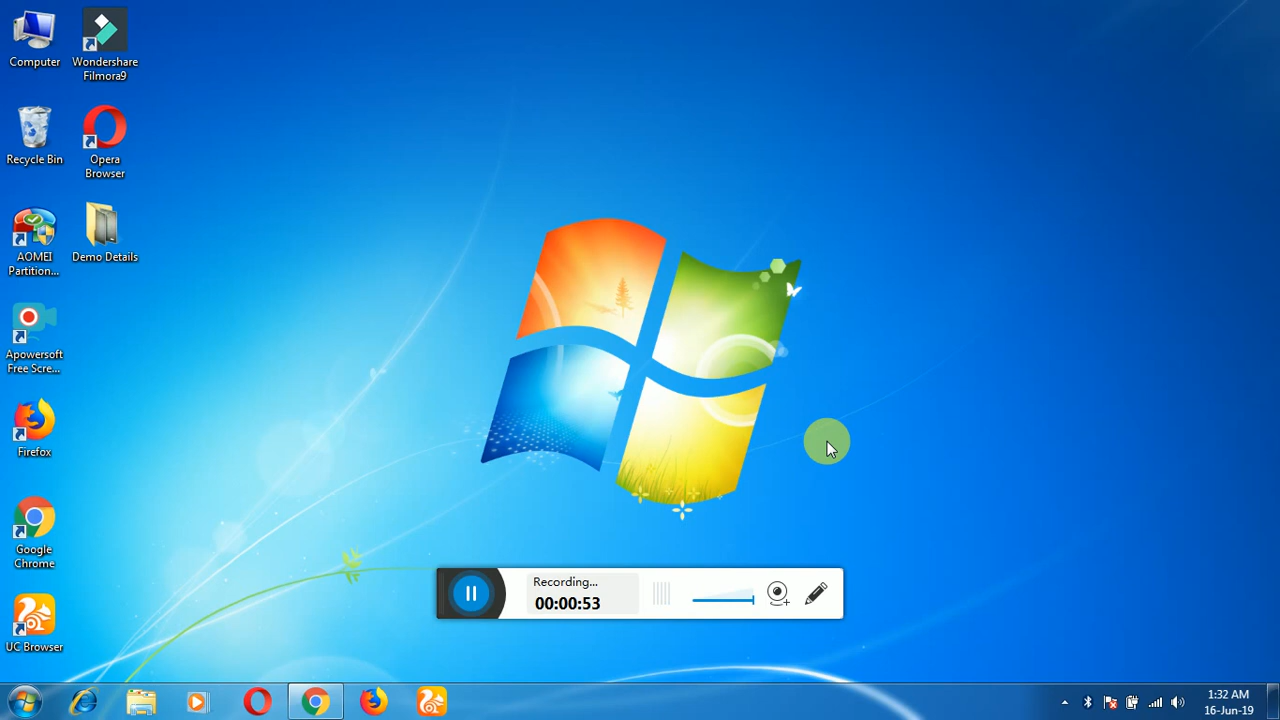 Computer
Wondershare
Filmora9
Recycle Bin
Opera
Browser
AOMEI
Partition...
Demo Details
Apowersoft
Free Scre...
Firefox
Google
Chrome
UC Browser
Recording...
00:00:53
1:32 AM
16-Jun-19